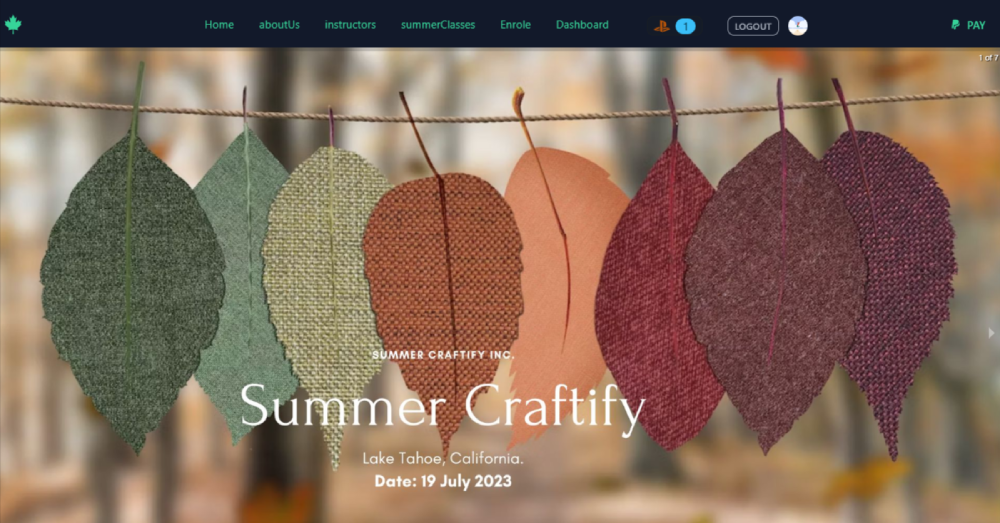 Home aboutUs instructors summerClasses Enrole Dashboard 1 LOGOUT PAY
1 of 7
SUMMER CRAFTIFY INC.
Summer Craftify
Lake Tahoe, California.
Date: 19 July 2023